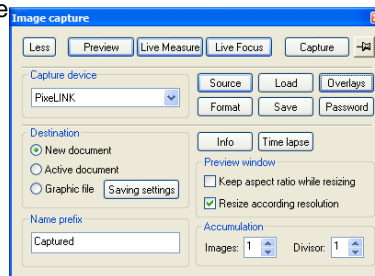 e
Image capture
Less Preview Live Measure Live Focus Capture
Capture device
PixeLINK
Source Load Overlays
Format Save Password
Destination
New document
Active document
Graphic file Saving settings
Info Time lapse
Preview window
Keep aspect ratio while resizing
Resize according resolution
Name prefix
Captured
Accumulation
Images: 1 Divisor: 1